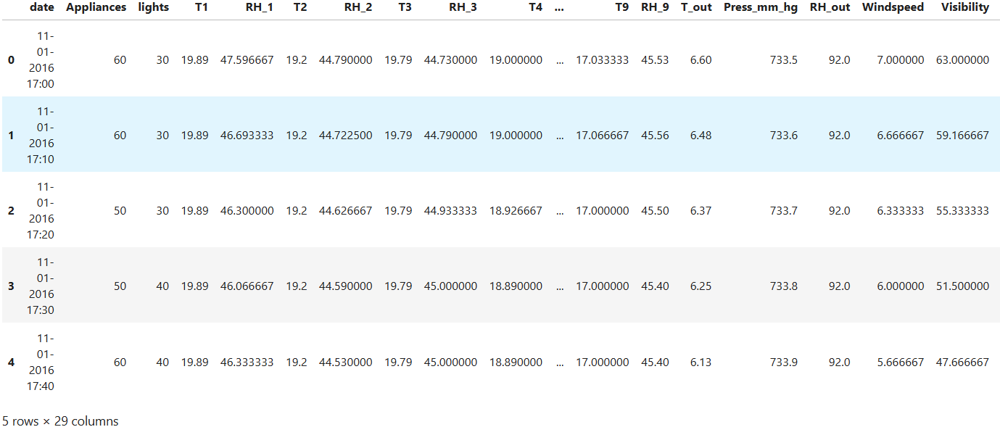 date Appliances lights T1 RH_1 T2 RH_2 T3 RH_3 T4 ... T9 RH_9 T_out Press_mm_hg RH_out Windspeed Visibility
11-
01-
0 2016 60 30 19.89 47.596667 19.2 44.790000 19.79 44.730000 19.000000 ... 17.033333 45.53 6.60 733.5 92.0 7.000000 63.000000
17:00
11-
01-
1 2016 60 30 19.89 46.693333 19.2 44.722500 19.79 44.790000 19.000000 ... 17.066667 45.56 6.48 733.6 92.0 6.666667 59.166667
17:10
11-
01-
2 2016 50 30 19.89 46.300000 19.2 44.626667 19.79 44.933333 18.926667 ... 17.000000 45.50 6.37 733.7 92.0 6.333333 55.333333
17:20
11-
01-
3 2016 50 40 19.89 46.066667 19.2 44.590000 19.79 45.000000 18.890000 ... 17.000000 45.40 6.25 733.8 92.0 6.000000 51.500000
17:30
11-
01-
4 2016 60 40 19.89 46.333333 19.2 44.530000 19.79 45.000000 18.890000 ... 17.000000 45.40 6.13 733.9 92.0 5.666667 47.666667
17:40
5 rows × 29 columns